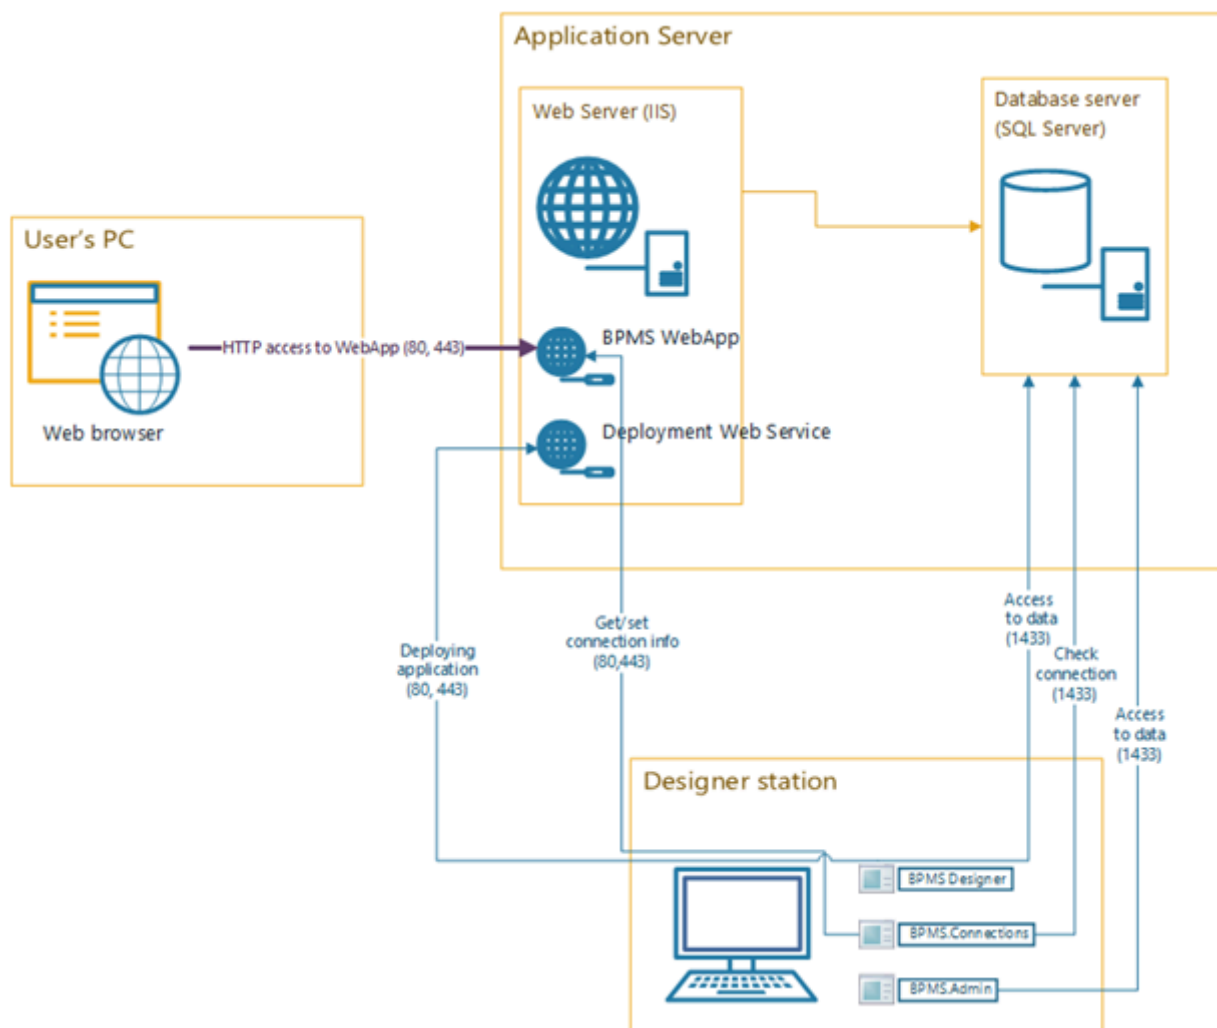 Application Server
Web Server (IIS)
Database server
(SQL Server)
User's PC
HTTP access to WebApp (80, 443)
BPMS WebApp
Web browser
Deployment Web Service
Access
to data
(1433)
Get/set
connection info
(80,443)
Deploying
application
(80, 443)
Check
connection
(1433)
Access
to data
(1433)
Designer station
BPMS Designer
BPMS.Connections
BPMS.Admin